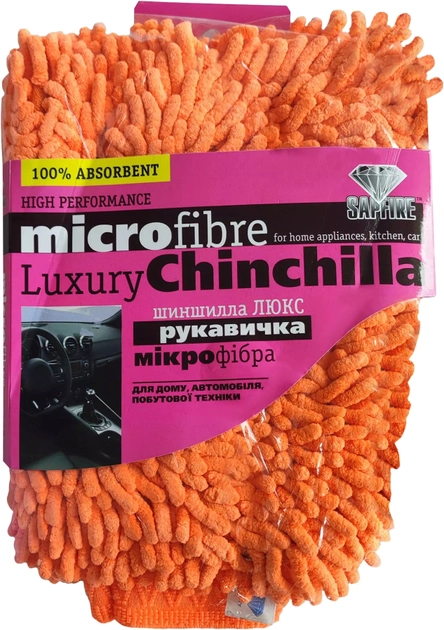 100% ABSORBENT
HIGH PERFORMANCE
SAPFIRE
microfibre
for home appliances, kitchen, car
Luxury Chinchilla
шиншилла ЛЮКС
рукавичка
мікрофібра
ДЛЯ ДОМУ, АВТОМОБІЛЯ,
ПОБУТОВОЇ ТЕХНІКИ